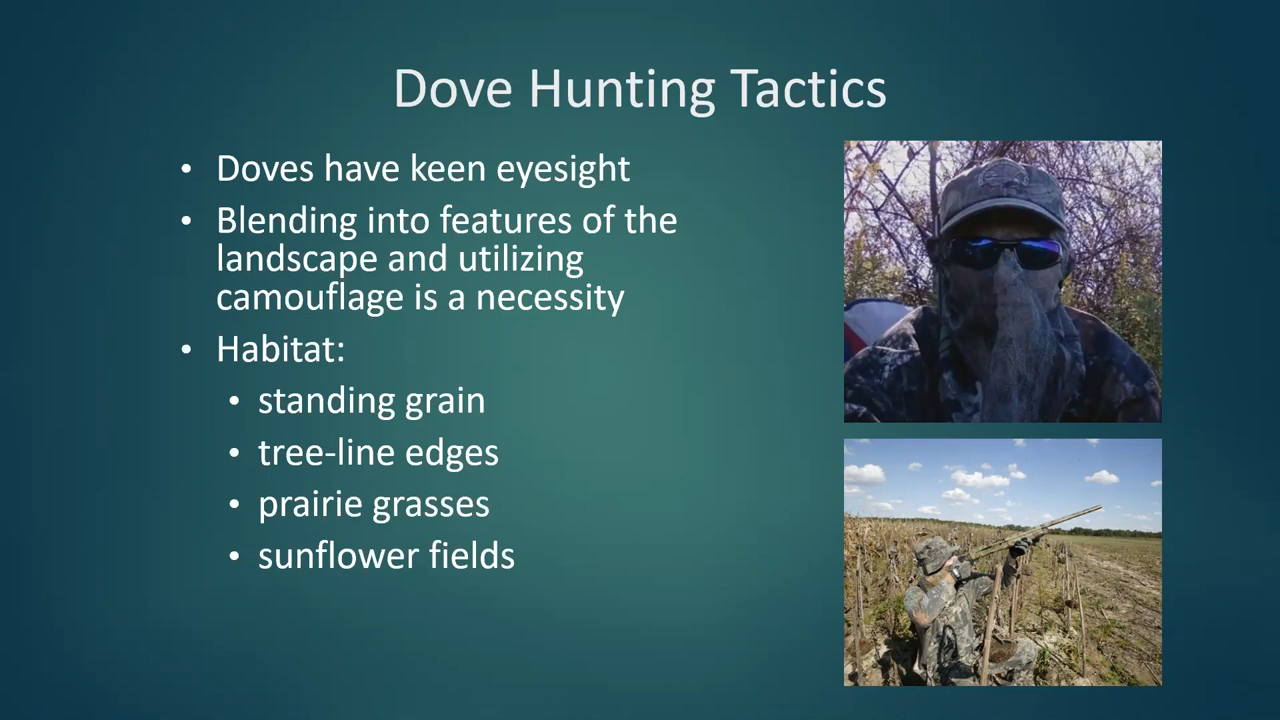 Dove Hunting Tactics
• Doves have keen eyesight
• Blending into features of the
landscape and utilizing
camouflage is a necessity
• Habitat:
• standing grain
• tree-line edges
• prairie grasses
• sunflower fields